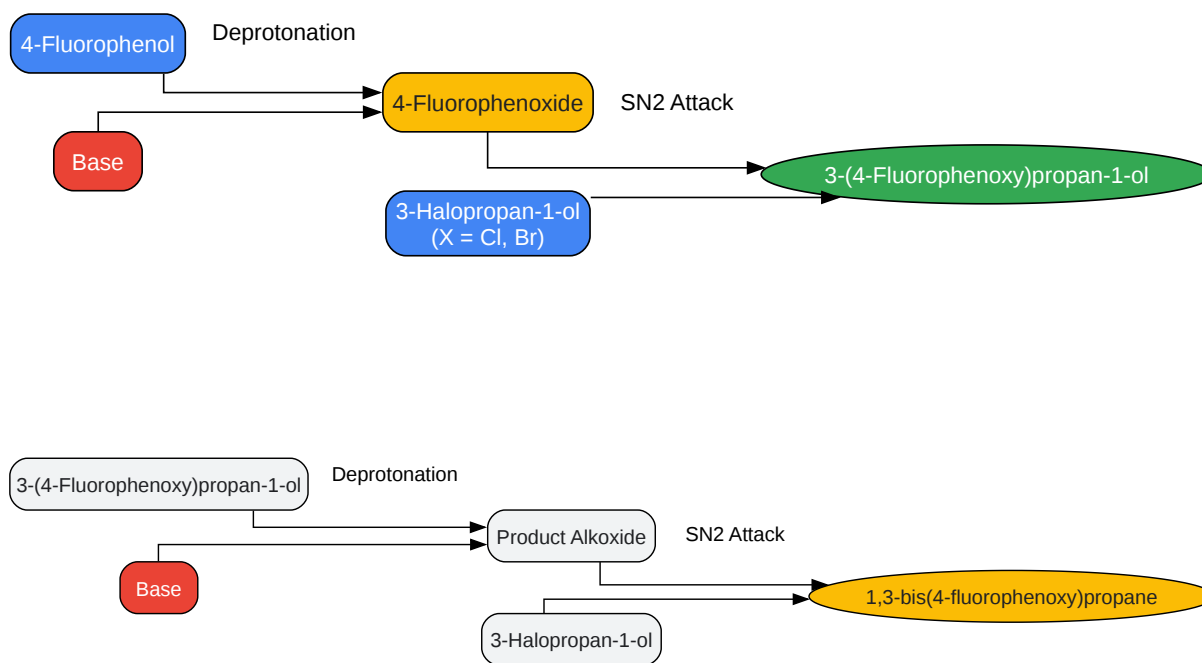 4-Fluorophenol
Deprotonation
4-Fluorophenoxide
SN2 Attack
Base
3-(4-Fluorophenoxy)propan-1-ol
3-Halopropan-1-ol
(X = Cl, Br)
3-(4-Fluorophenoxy)propan-1-ol
Deprotonation
Product Alkoxide
SN2 Attack
Base
1,3-bis(4-fluorophenoxy)propane
3-Halopropan-1-ol